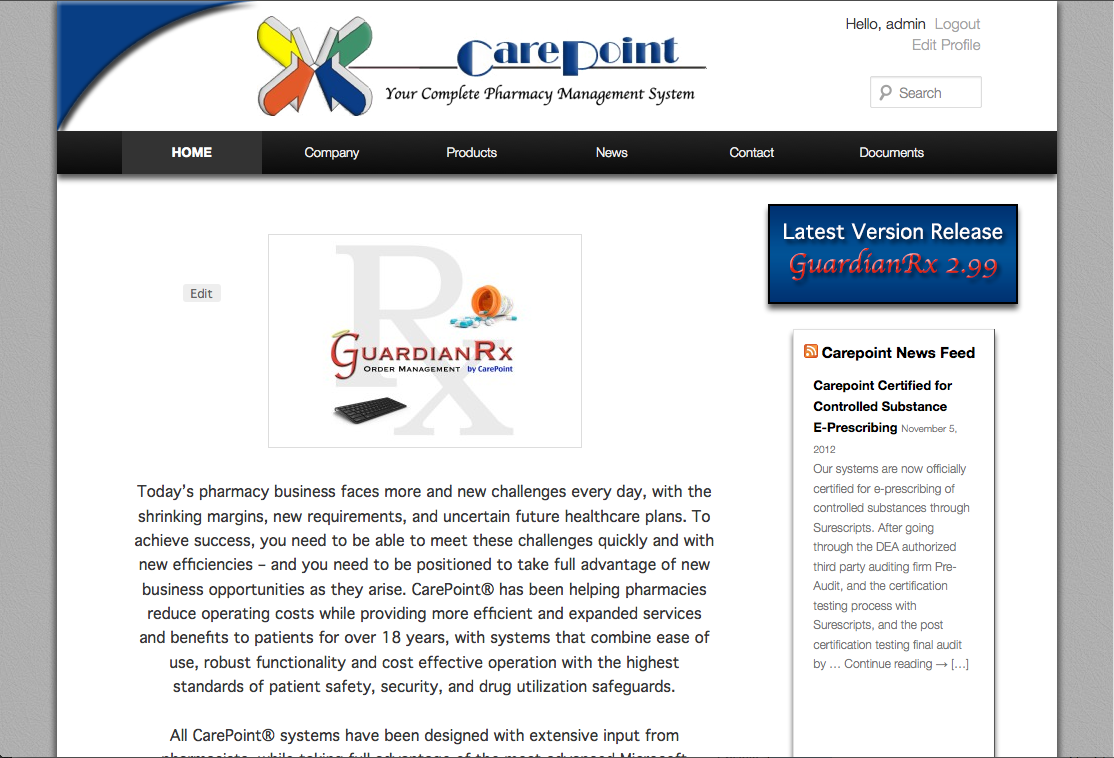 CarePoint
Your Complete Pharmacy Management System
Hello, admin Logout
Edit Profile
Search
HOME Company Products News Contact Documents
Edit
Rx
GUARDIANRX
ORDER MANAGEMENT by CarePoint
Today’s pharmacy business faces more and new challenges every day, with the
shrinking margins, new requirements, and uncertain future healthcare plans. To
achieve success, you need to be able to meet these challenges quickly and with
new efficiencies – and you need to be positioned to take full advantage of new
business opportunities as they arise. CarePoint® has been helping pharmacies
reduce operating costs while providing more efficient and expanded services
and benefits to patients for over 18 years, with systems that combine ease of
use, robust functionality and cost effective operation with the highest
standards of patient safety, security, and drug utilization safeguards.
All CarePoint® systems have been designed with extensive input from
pharmacists, while taking full advantage of the most advanced Microsoft
Latest Version Release
GuardianRx 2.99
Carepoint News Feed
Carepoint Certified for
Controlled Substance
E-Prescribing November 5,
2012
Our systems are now officially
certified for e-prescribing of
controlled substances through
Surescripts. After going
through the DEA authorized
third party auditing firm Pre-
Audit, and the certification
testing process with
Surescripts, and the post
certification testing final audit
by … Continue reading → […]